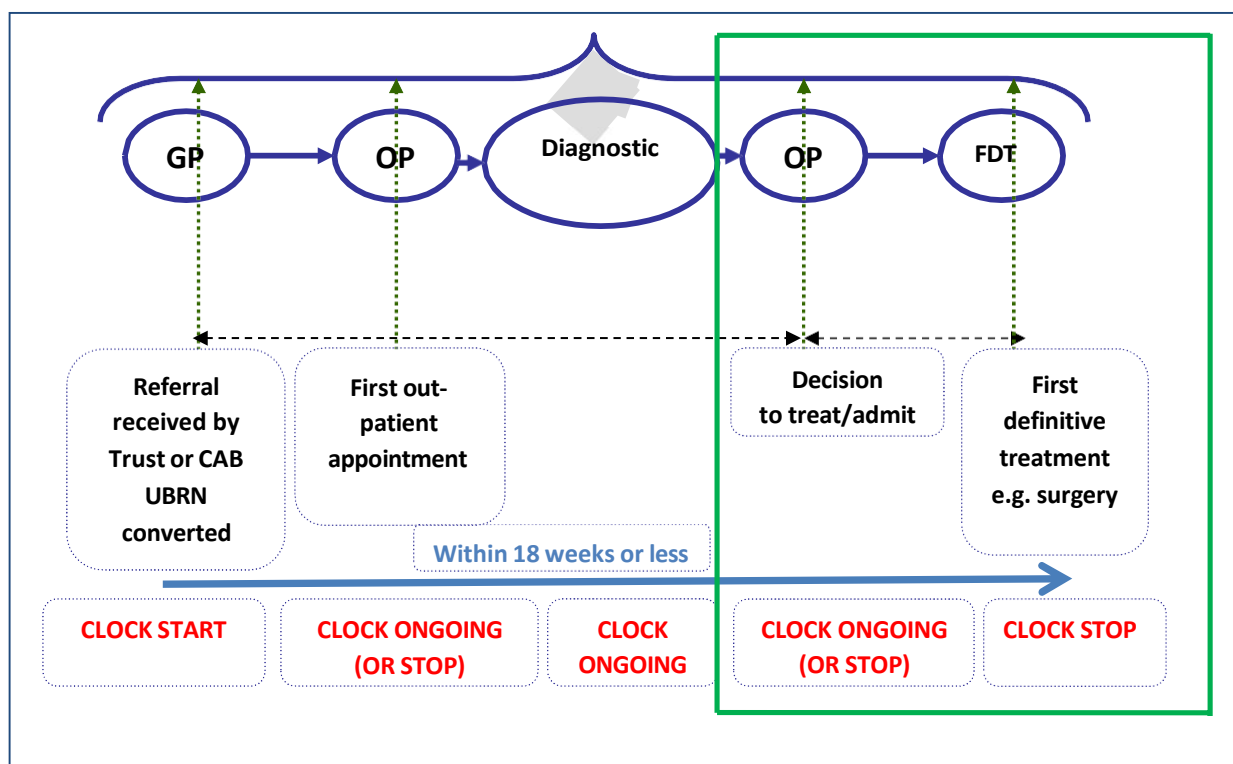 GP
OP
Diagnostic
OP
FDT
Referral
received by
Trust or CAB
UBRN
converted
First out-
patient
appointment
Decision
to treat/admit
First
definitive
treatment
e.g. surgery
Within 18 weeks or less
CLOCK START
CLOCK ONGOING
(OR STOP)
CLOCK
ONGOING
CLOCK ONGOING
(OR STOP)
CLOCK STOP